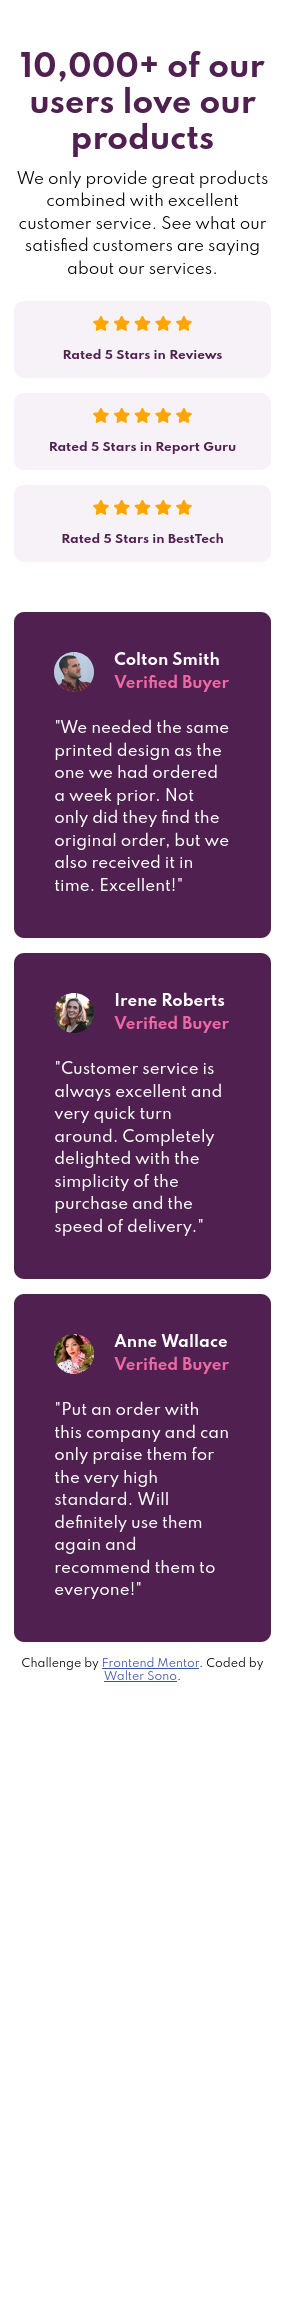 10,000+ of our
users love our
products
We only provide great products
combined with excellent
customer service. See what our
satisfied customers are saying
about our services.
Rated 5 Stars in Reviews
Rated 5 Stars in Report Guru
Rated 5 Stars in BestTech
Colton Smith
Verified Buyer
"We needed the same
printed design as the
one we had ordered
a week prior. Not
only did they find the
original order, but we
also received it in
time. Excellent!"
Irene Roberts
Verified Buyer
"Customer service is
always excellent and
very quick turn
around. Completely
delighted with the
simplicity of the
purchase and the
speed of delivery."
Anne Wallace
Verified Buyer
"Put an order with
this company and can
only praise them for
the very high
standard. Will
definitely use them
again and
recommend them to
everyone!"
Challenge by Frontend Mentor. Coded by
Walter Sono.